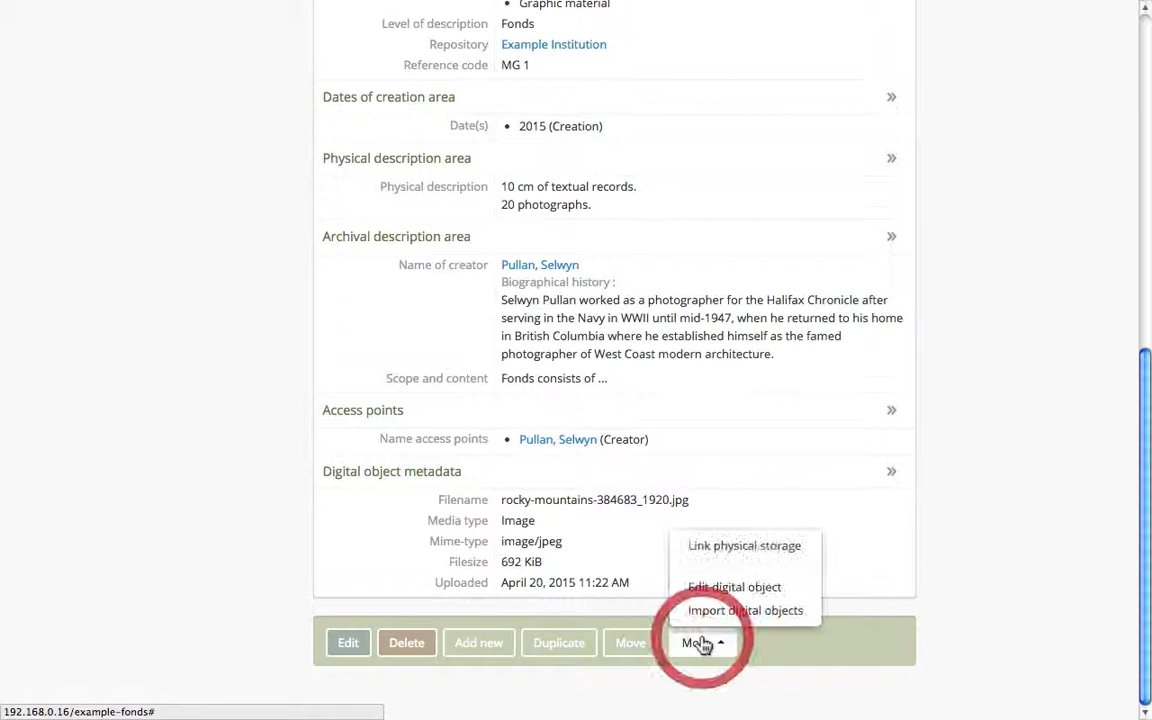 • Graphic material
Level of description Fonds
Repository Example Institution
Reference code MG 1
Dates of creation area »
Date(s) • 2015 (Creation)
Physical description area »
Physical description 10 cm of textual records.
20 photographs.
Archival description area »
Name of creator Pullan, Selwyn
Biographical history :
Selwyn Pullan worked as a photographer for the Halifax Chronicle after
serving in the Navy in WWII until mid-1947, when he returned to his home
in British Columbia where he established himself as the famed
photographer of West Coast modern architecture.
Scope and content Fonds consists of ...
Access points »
Name access points • Pullan, Selwyn (Creator)
Digital object metadata »
Filename rocky-mountains-384683_1920.jpg
Media type Image
Mime-type image/jpeg
Filesize 692 KiB
Uploaded April 20, 2015 11:22 AM
Link physical storage
Edit digital object
Import digital objects
Edit Delete Add new Duplicate Move
192.168.0.16/example-fonds#